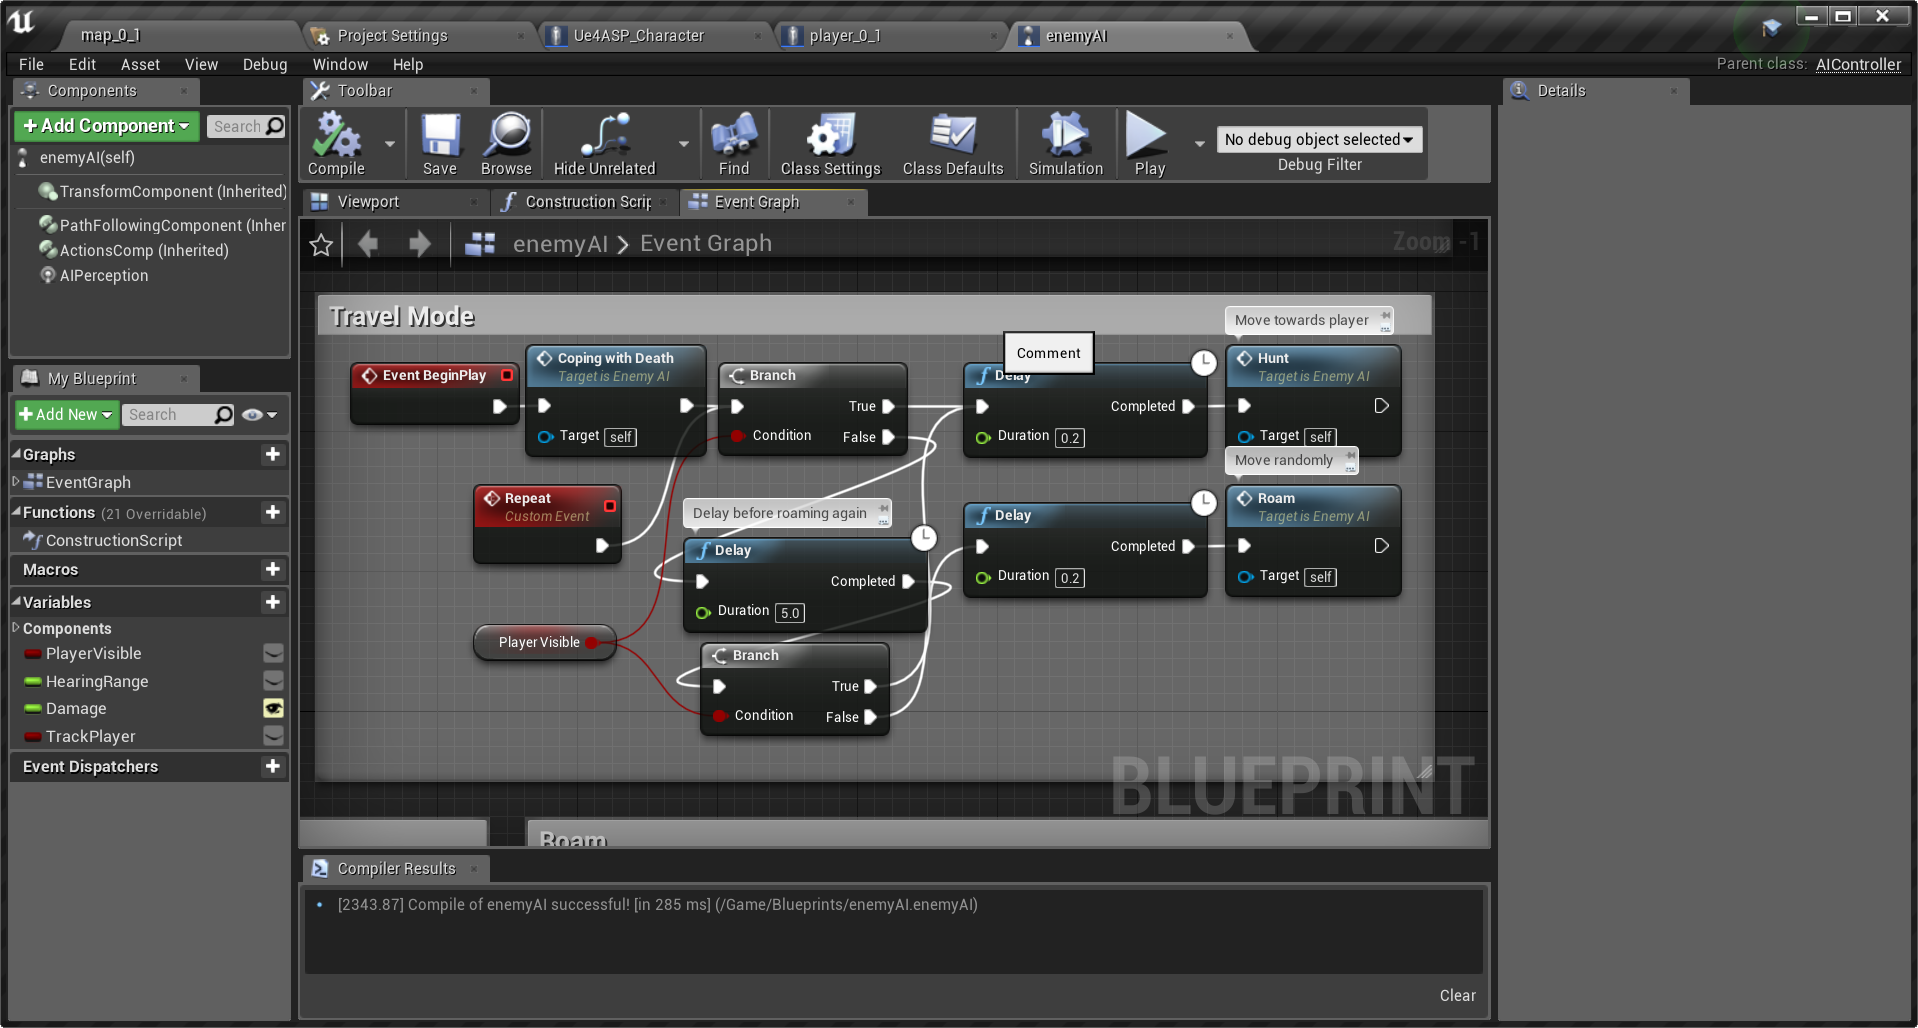 map_0_1
Project Settings
Ue4ASP_Character
player_0_1
enemyAI
File Edit Asset View Debug Window Help
Parent class: AIController
Components
Add Component
Search
enemyAI(self)
TransformComponent (Inherited)
PathFollowingComponent (Inher
ActionsComp (Inherited)
AIPerception
My Blueprint
Add New
Search
Graphs
EventGraph
Functions (21 Overridable)
ConstructionScript
Macros
Variables
Components
PlayerVisible
HearingRange
Damage
TrackPlayer
Event Dispatchers
Toolbar
Compile
Save
Browse
Hide Unrelated
Find
Class Settings
Class Defaults
Simulation
Play
No debug object selected
Debug Filter
Viewport
Construction Scrip
Event Graph
enemyAI > Event Graph
Zoom -1
Travel Mode
Event BeginPlay
Coping with Death
Target is Enemy AI
Target self
Branch
True
Condition
False
Comment
Delay
Completed
Duration 0.2
Move towards player
Hunt
Target is Enemy AI
Target self
Repeat
Custom Event
Delay before roaming again
Delay
Completed
Duration 5.0
Delay
Completed
Duration 0.2
Move randomly
Roam
Target is Enemy AI
Target self
Player Visible
Branch
True
Condition
False
BLUEPRINT
Roam
Compiler Results
[2343.87] Compile of enemyAI successful! [in 285 ms] (/Game/Blueprints/enemyAI.enemyAI)
Clear
Details